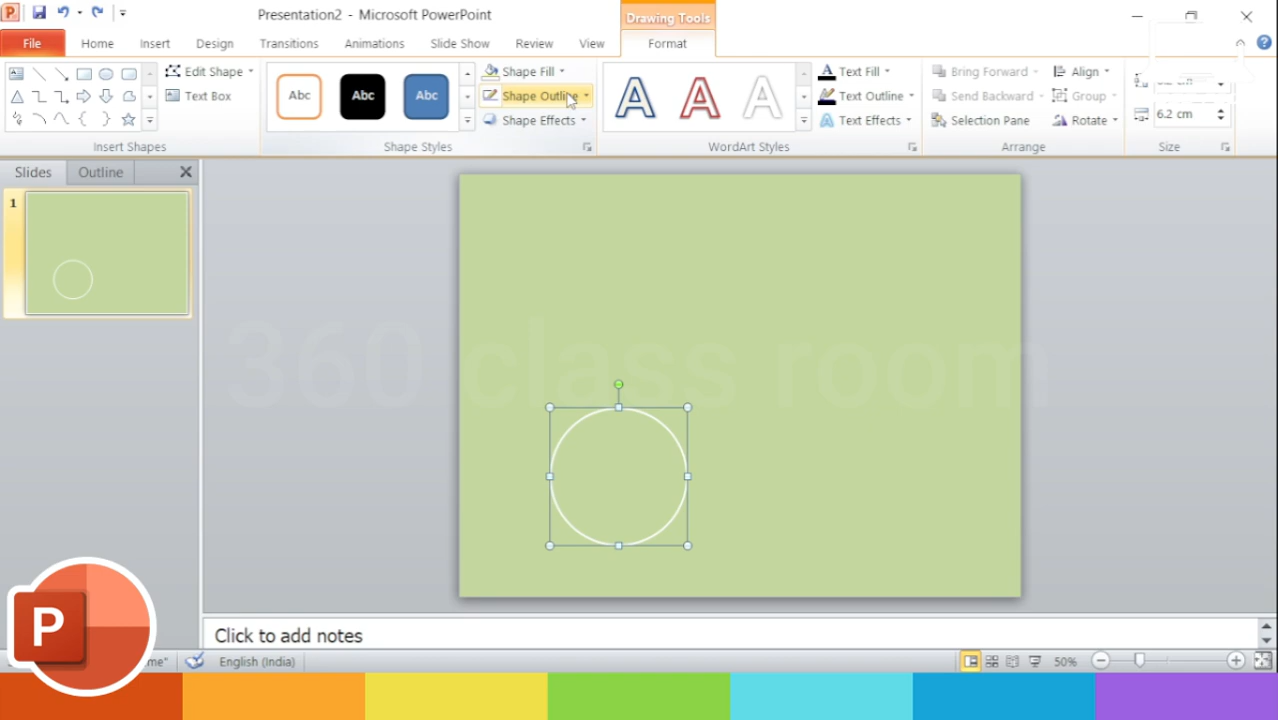 Presentation2 - Microsoft PowerPoint
Drawing Tools
File Home Insert Design Transitions Animations Slide Show Review View Format
Edit Shape
Text Box
Insert Shapes
Abc Abc Abc
Shape Fill
Shape Outline
Shape Effects
Shape Styles
A A A
Text Fill
Text Outline
Text Effects
WordArt Styles
Bring Forward
Send Backward
Selection Pane
Align
Group
Rotate
Arrange
6.2 cm
Size
Slides Outline
1
360 class room
Click to add notes
P
English (India)
50%